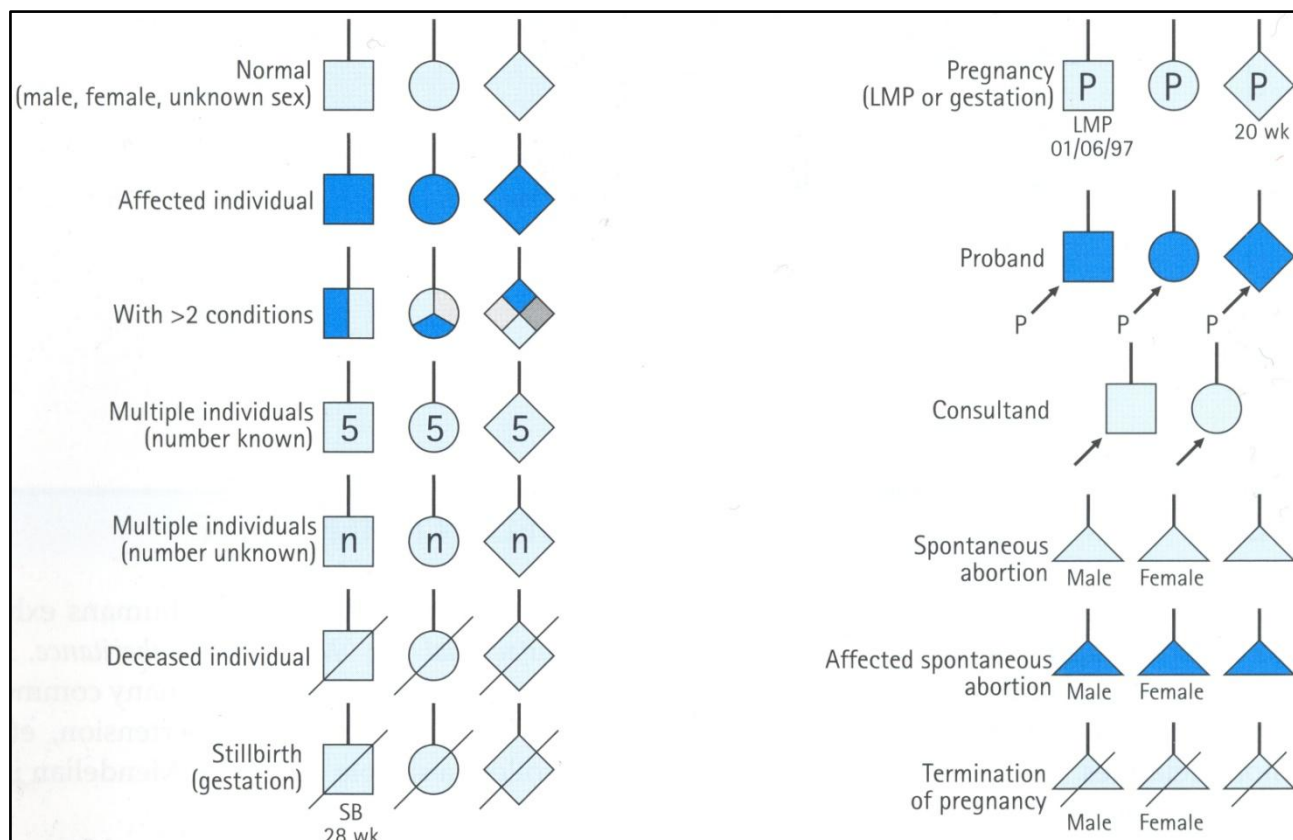 Normal
(male, female, unknown sex)
Affected individual
With >2 conditions
Multiple individuals
(number known)
5 5 5
Multiple individuals
(number unknown)
n n n
Deceased individual
Stillbirth
(gestation)
SB
28 wk
Pregnancy
(LMP or gestation)
P P P
LMP
01/06/97
20 wk
Proband
P P P
Consultand
Spontaneous
abortion
Male Female
Affected spontaneous
abortion
Male Female
Termination
of pregnancy
Male Female